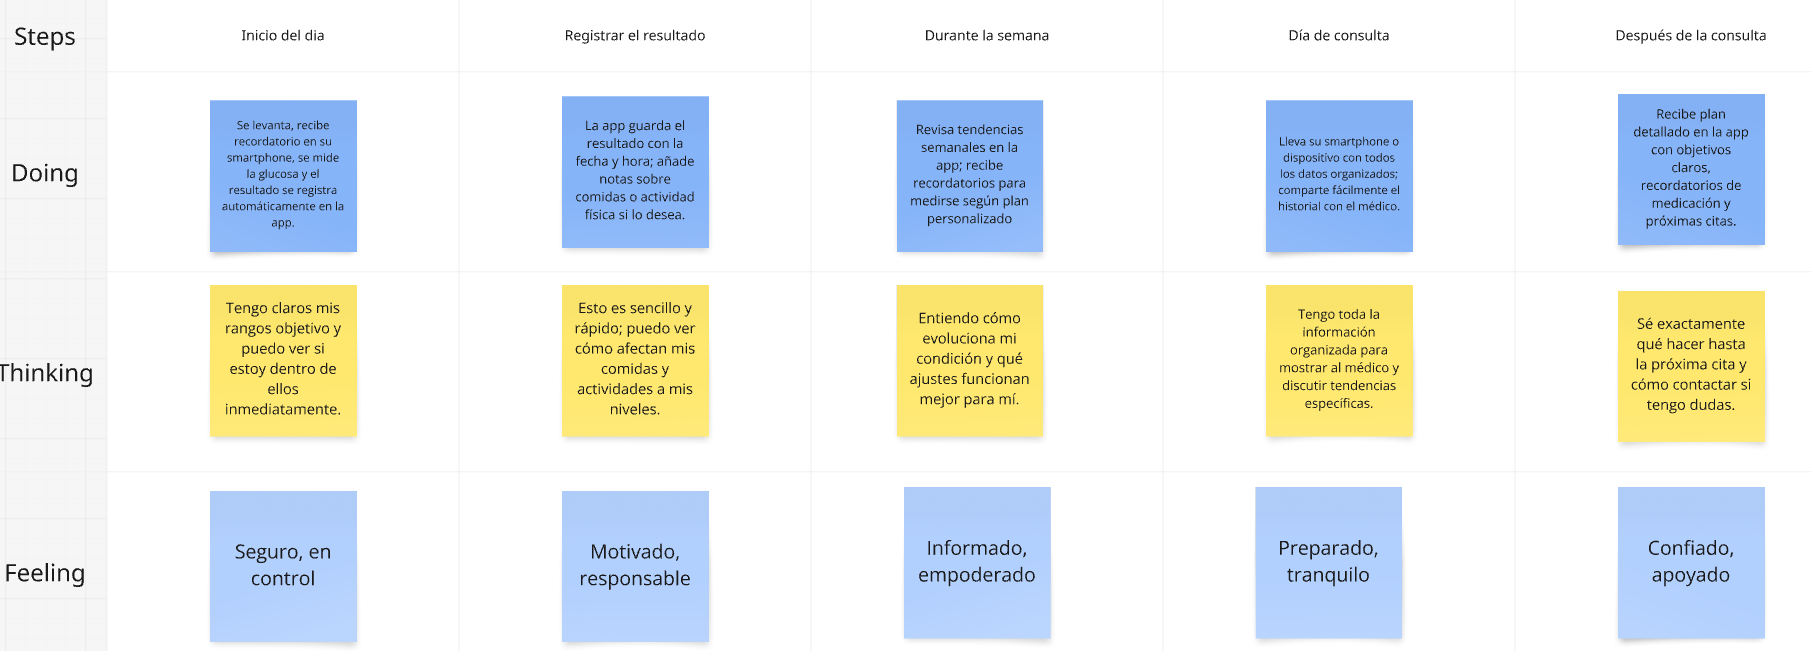 Steps
Inicio del dia
Registrar el resultado
Durante la semana
Día de consulta
Después de la consulta
Doing
Se levanta, recibe
recordatorio en su
smartphone, se mide
la glucosa y el
resultado se registra
automáticamente en la
app.
La app guarda el
resultado con la
fecha y hora; añade
notas sobre
comidas o actividad
física si lo desea.
Revisa tendencias
semanales en la
app; recibe
recordatorios para
medirse según plan
personalizado
Lleva su smartphone o
dispositivo con todos
los datos organizados;
comparte fácilmente el
historial con el médico.
Recibe plan
detallado en la app
con objetivos
claros,
recordatorios de
medicación y
próximas citas.
Thinking
Tengo claros mis
rangos objetivo y
puedo ver si
estoy dentro de
ellos
inmediatamente.
Esto es sencillo y
rápido; puedo ver
cómo afectan mis
comidas y
actividades a mis
niveles.
Entiendo cómo
evoluciona mi
condición y qué
ajustes funcionan
mejor para mí.
Tengo toda la
información
organizada para
mostrar al médico y
discutir tendencias
específicas.
Sé exactamente
qué hacer hasta
la próxima cita y
cómo contactar si
tengo dudas.
Feeling
Seguro, en
control
Motivado,
responsable
Informado,
empoderado
Preparado,
tranquilo
Confiado,
apoyado